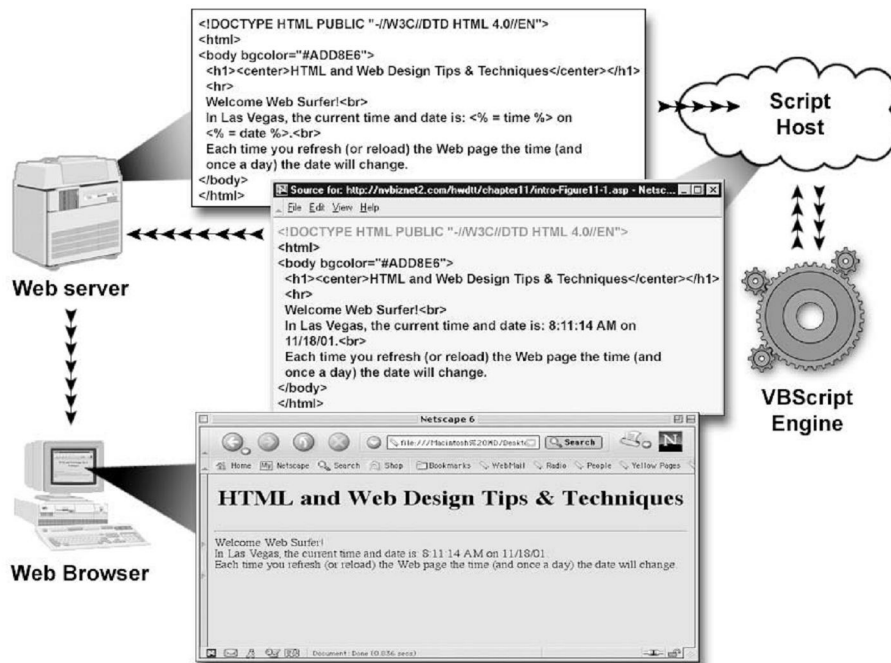 <!DOCTYPE HTML PUBLIC "-//W3C//DTD HTML 4.0//EN">
<html>
<body bgcolor="#ADD8E6">
<h1><center>HTML and Web Design Tips & Techniques</center></h1>
<hr>
Welcome Web Surfer!<br>
In Las Vegas, the current time and date is: <% = time %> on
<% = date %>.<br>
Each time you refresh (or reload) the Web page the time (and
once a day) the date will change.
</body>
</html>
Script
Host
Web server
Source for: http://nvbiznet2.com/hwdtt/chapter11/intro-Figure11-1.asp - Netsc...
File Edit View Help
<!DOCTYPE HTML PUBLIC "-//W3C//DTD HTML 4.0//EN">
<html>
<body bgcolor="#ADD8E6">
<h1><center>HTML and Web Design Tips & Techniques</center></h1>
<hr>
Welcome Web Surfer!<br>
In Las Vegas, the current time and date is: 8:11:14 AM on
11/18/01.<br>
Each time you refresh (or reload) the Web page the time (and
once a day) the date will change.
</body>
</html>
VBScript
Engine
Web Browser
Netscape 6
file:///Macintosh%20HD/Deskto
Search
N
Home My Netscape Search Shop Bookmarks WebMail Radio People Yellow Pages
HTML and Web Design Tips & Techniques
Welcome Web Surfer!
In Las Vegas, the current time and date is: 8:11:14 AM on 11/18/01.
Each time you refresh (or reload) the Web page the time (and once a day) the date will change.
Document: Done (0.036 secs)